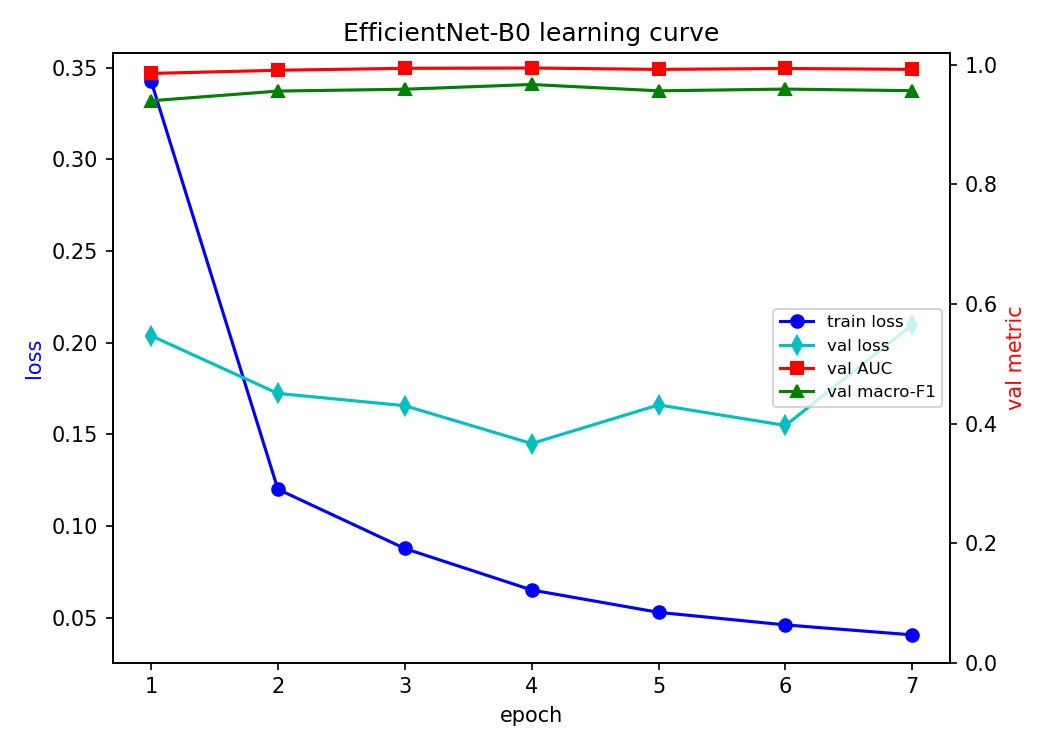 EfficientNet-B0 learning curve
loss
0.35
0.30
0.25
0.20
0.15
0.10
0.05
1.0
0.8
0.6
0.4
0.2
0.0
val metric
train loss
val loss
val AUC
val macro-F1
1 2 3 4 5 6 7
epoch